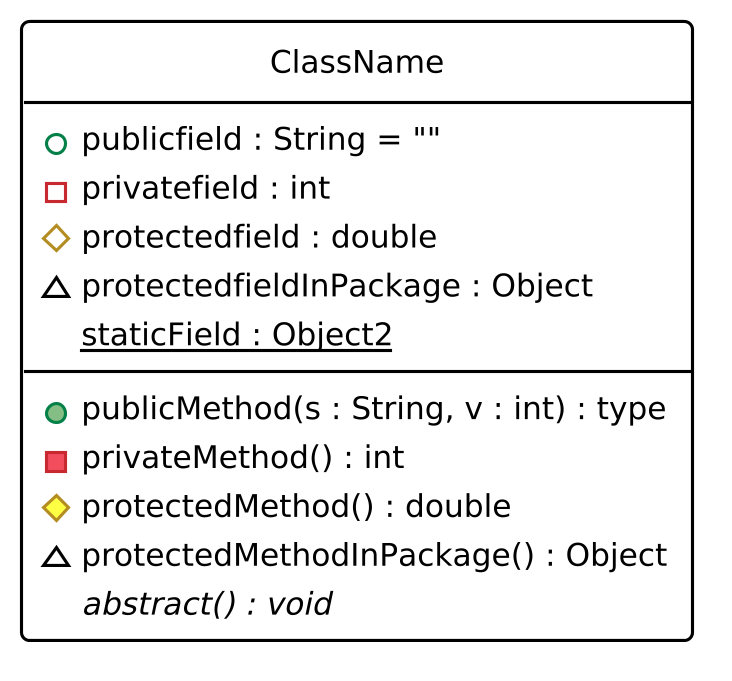 ClassName
publicfield : String = ""
privatefield : int
protectedfield : double
protectedfieldInPackage : Object
staticField : Object2
publicMethod(s : String, v : int) : type
privateMethod() : int
protectedMethod() : double
protectedMethodInPackage() : Object
abstract() : void